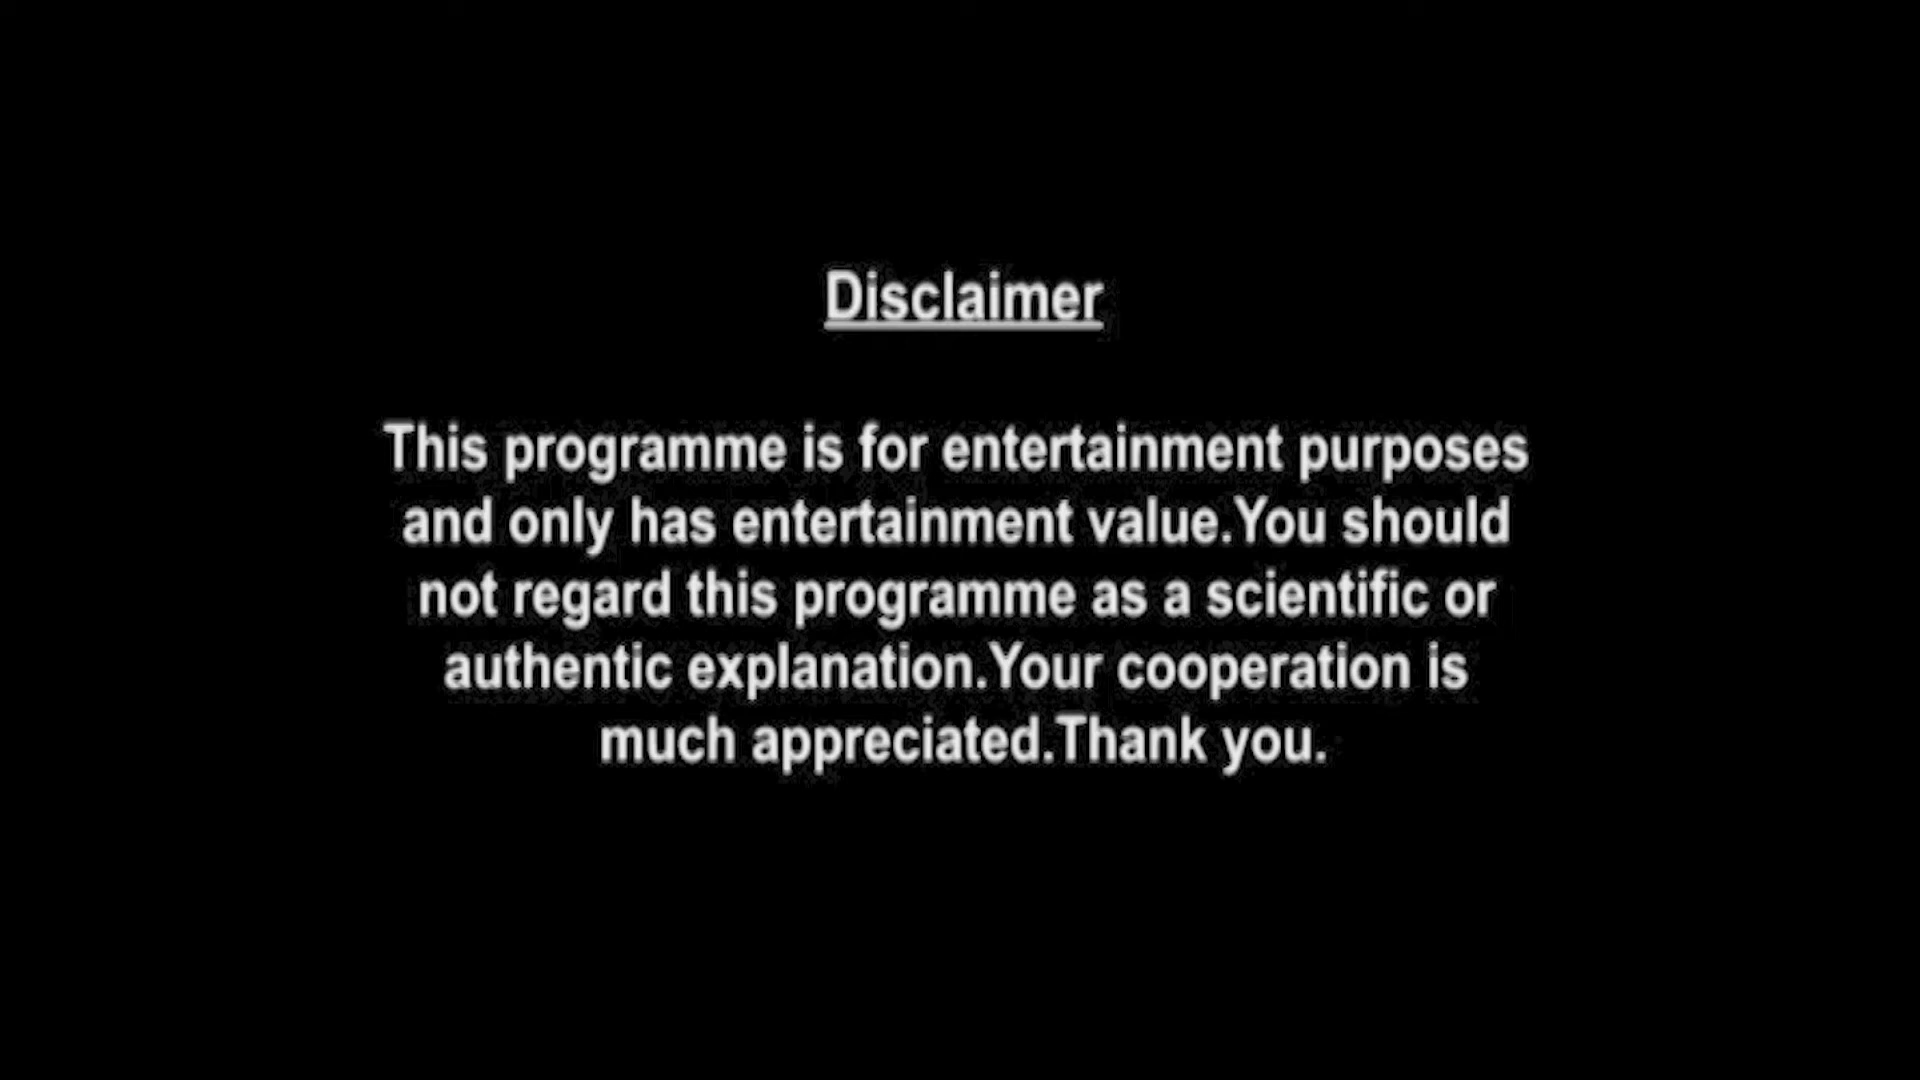 Disclaimer
This programme is for entertainment purposes
and only has entertainment value.You should
not regard this programme as a scientific or
authentic explanation.Your cooperation is
much appreciated.Thank you.